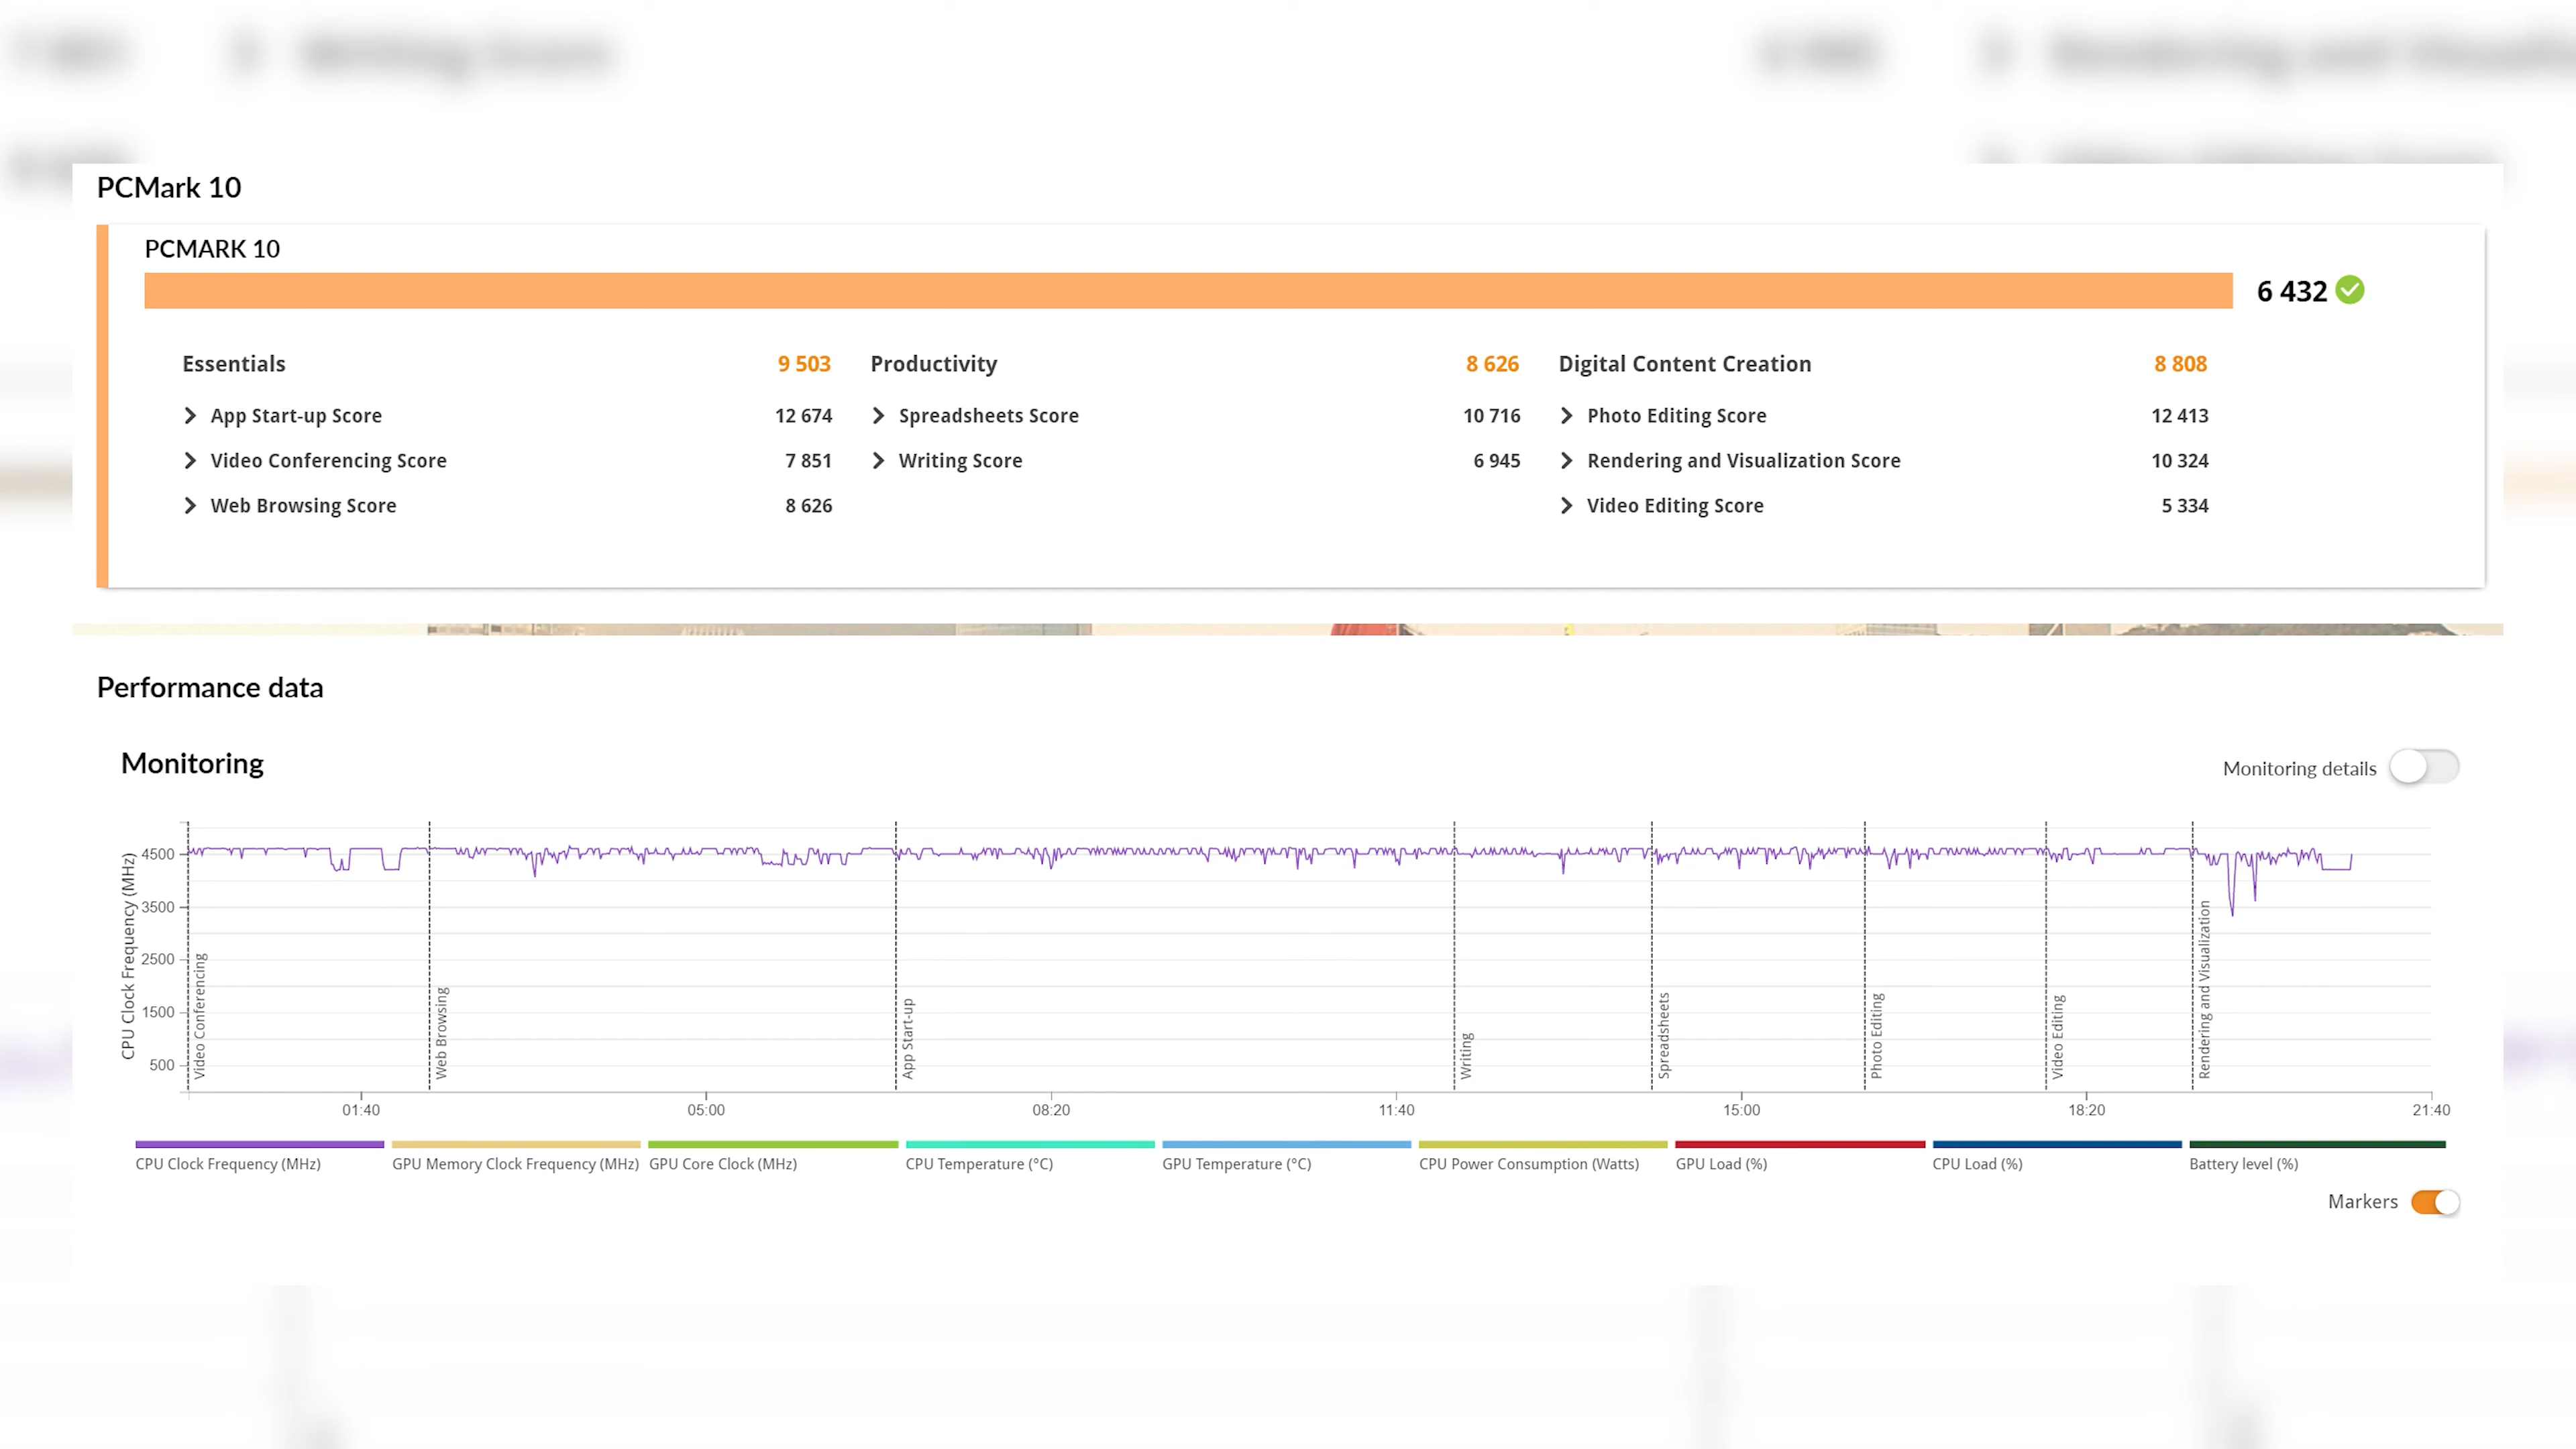 PCMark 10
PCMARK 10
6 432
Essentials 9 503 Productivity 8 626 Digital Content Creation 8 808
App Start-up Score 12 674 Spreadsheets Score 10 716 Photo Editing Score 12 413
Video Conferencing Score 7 851 Writing Score 6 945 Rendering and Visualization Score 10 324
Web Browsing Score 8 626 Video Editing Score 5 334
Performance data
Monitoring
Monitoring details
CPU Clock Frequency (MHz)
4500
3500
2500
1500
500
Video Conferencing
Web Browsing
App Start-up
Writing
Spreadsheets
Photo Editing
Video Editing
Rendering and Visualization
01:40 05:00 08:20 11:40 15:00 18:20 21:40
CPU Clock Frequency (MHz) GPU Memory Clock Frequency (MHz) GPU Core Clock (MHz) CPU Temperature (°C) GPU Temperature (°C) CPU Power Consumption (Watts) GPU Load (%) CPU Load (%) Battery level (%)
Markers